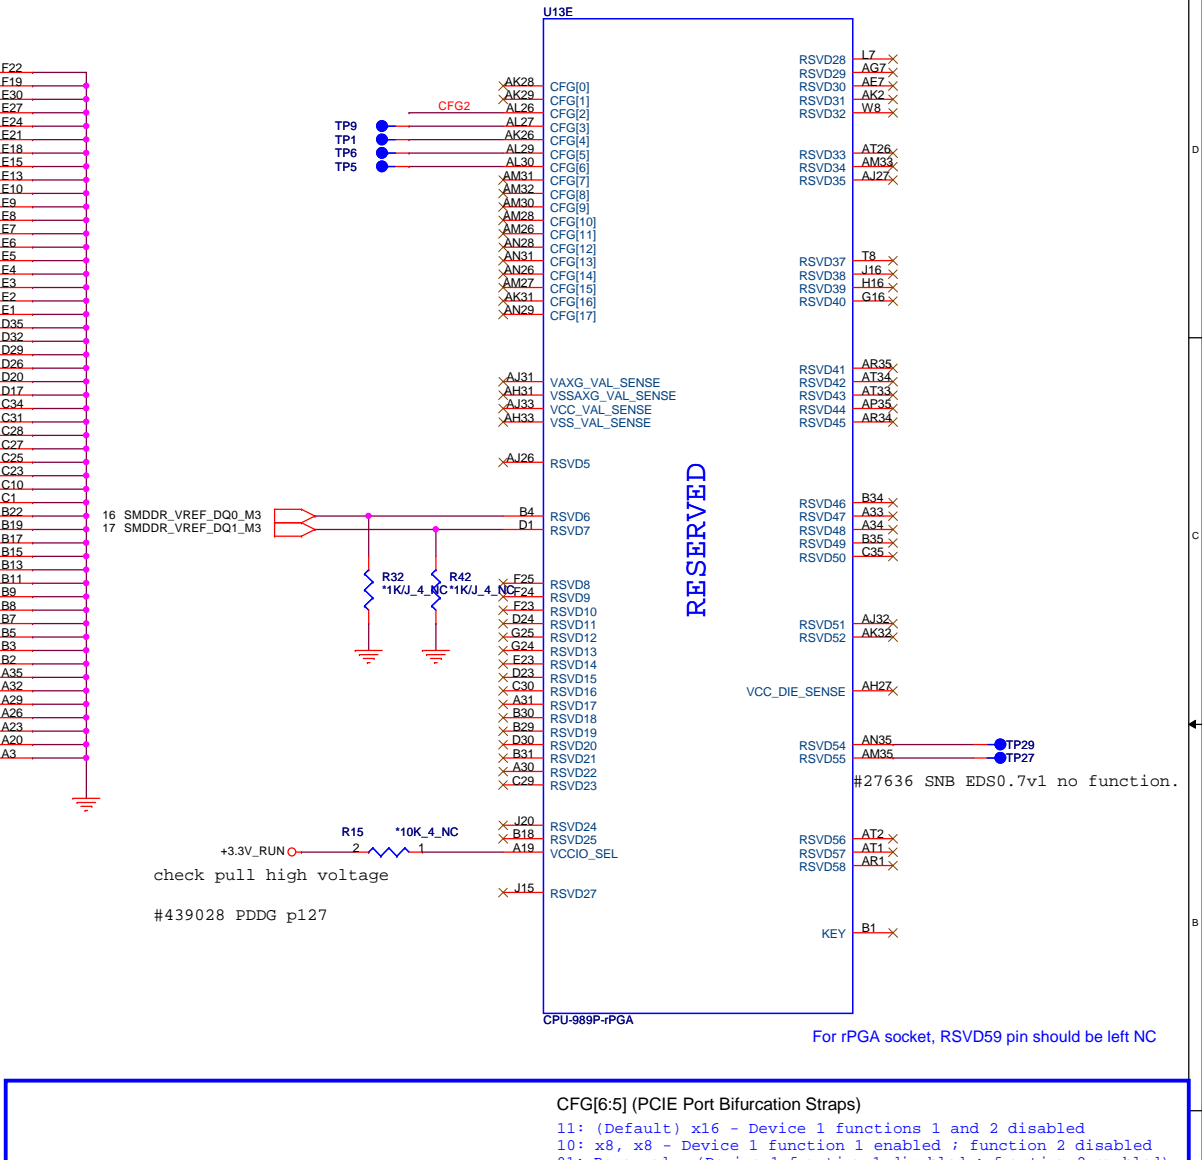 U13E
F22
F19
E30
E27
E24
E21
E18
E15
E13
E10
E9
E8
E7
E6
E5
E4
E3
E2
E1
D35
D32
D29
D26
D20
D17
C34
C31
C28
C27
C25
C23
C10
C1
B22
B19
B17
B15
B13
B11
B9
B8
B7
B5
B3
B2
A35
A32
A29
A26
A23
A20
A3
CFG2
TP9
TP1
TP6
TP5
AK28 CFG[0]
AK29 CFG[1]
AL26 CFG[2]
AL27 CFG[3]
AK26 CFG[4]
AL29 CFG[5]
AL30 CFG[6]
AM31 CFG[7]
AM32 CFG[8]
AM30 CFG[9]
AM28 CFG[10]
AM26 CFG[11]
AN28 CFG[12]
AN31 CFG[13]
AN26 CFG[14]
AM27 CFG[15]
AK31 CFG[16]
AN29 CFG[17]
AJ31 VAXG_VAL_SENSE
AH31 VSSAXG_VAL_SENSE
AJ33 VCC_VAL_SENSE
AH33 VSS_VAL_SENSE
AJ26 RSVD5
16 SMDDR_VREF_DQ0_M3 B4 RSVD6
17 SMDDR_VREF_DQ1_M3 D1 RSVD7
R32
*1K/J_4_NC
R42
*1K/J_4_NC
F25 RSVD8
F24 RSVD9
F23 RSVD10
D24 RSVD11
G25 RSVD12
G24 RSVD13
E23 RSVD14
D23 RSVD15
C30 RSVD16
A31 RSVD17
B30 RSVD18
B29 RSVD19
D30 RSVD20
B31 RSVD21
A30 RSVD22
C29 RSVD23
J20 RSVD24
B18 RSVD25
R15 *10K_4_NC
+3.3V_RUN 2 1 A19 VCCIO_SEL
check pull high voltage
J15 RSVD27
#439028 PDDG p127
RESERVED
RSVD28 L7
RSVD29 AG7
RSVD30 AE7
RSVD31 AK2
RSVD32 W8
RSVD33 AT26
RSVD34 AM33
RSVD35 AJ27
RSVD37 T8
RSVD38 J16
RSVD39 H16
RSVD40 G16
RSVD41 AR35
RSVD42 AT34
RSVD43 AT33
RSVD44 AP35
RSVD45 AR34
RSVD46 B34
RSVD47 A33
RSVD48 A34
RSVD49 B35
RSVD50 C35
RSVD51 AJ32
RSVD52 AK32
VCC_DIE_SENSE AH27
RSVD54 AN35 TP29
RSVD55 AM35 TP27
#27636 SNB EDS0.7v1 no function.
RSVD56 AT2
RSVD57 AT1
RSVD58 AR1
KEY B1
D
C
B
CPU-989P-rPGA
For rPGA socket, RSVD59 pin should be left NC
CFG[6:5] (PCIE Port Bifurcation Straps)
11: (Default) x16 - Device 1 functions 1 and 2 disabled
10: x8, x8 - Device 1 function 1 enabled ; function 2 disabled